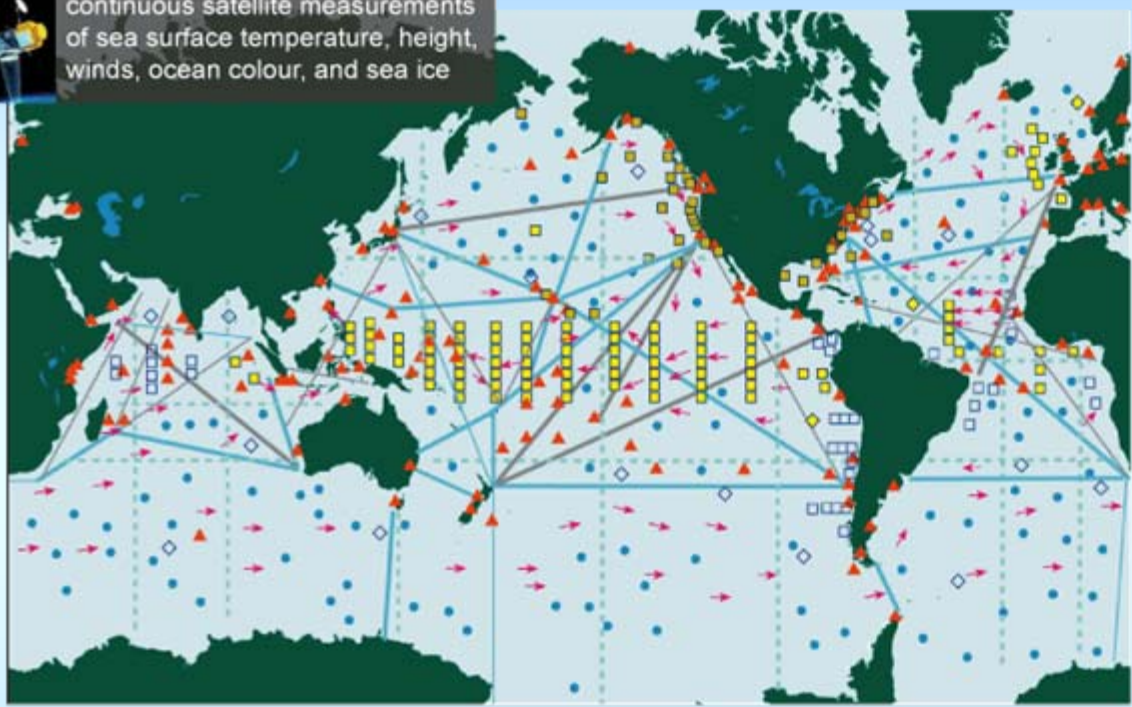 continuous satellite measurements
of sea surface temperature, height,
winds, ocean colour, and sea ice